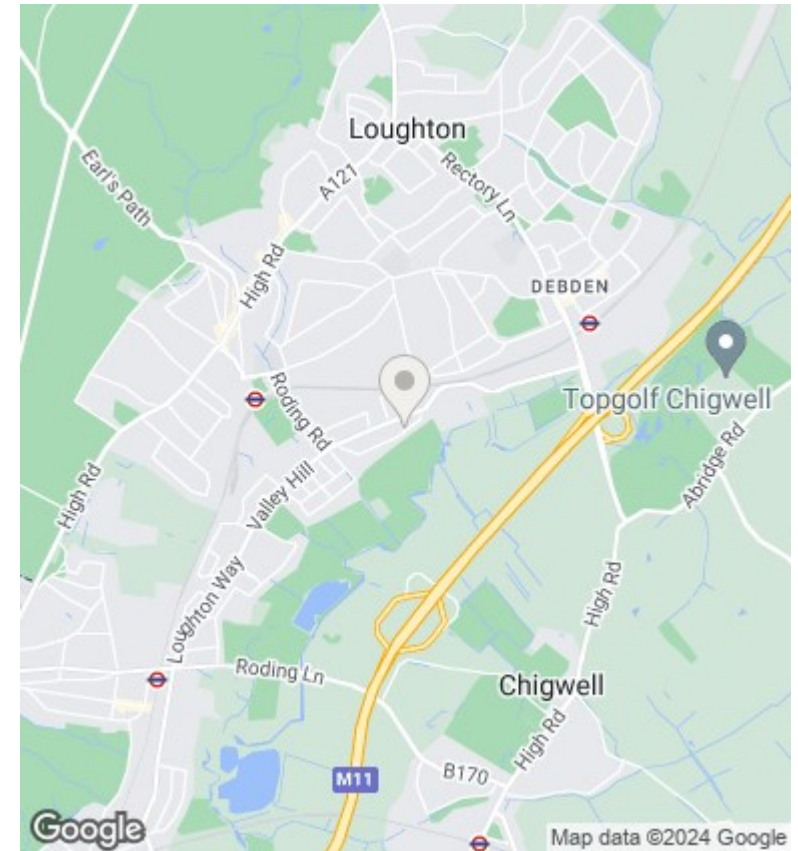 Loughton
A121
Rectory Ln
Earl's Path
High Rd
DEBDEN
Topgolf Chigwell
Roding Rd
Abridge Rd
Valley Hill
High Rd
High Rd
Loughton Way
Roding Ln
Chigwell
High Rd
M11
B170
Google
Map data ©2024 Google